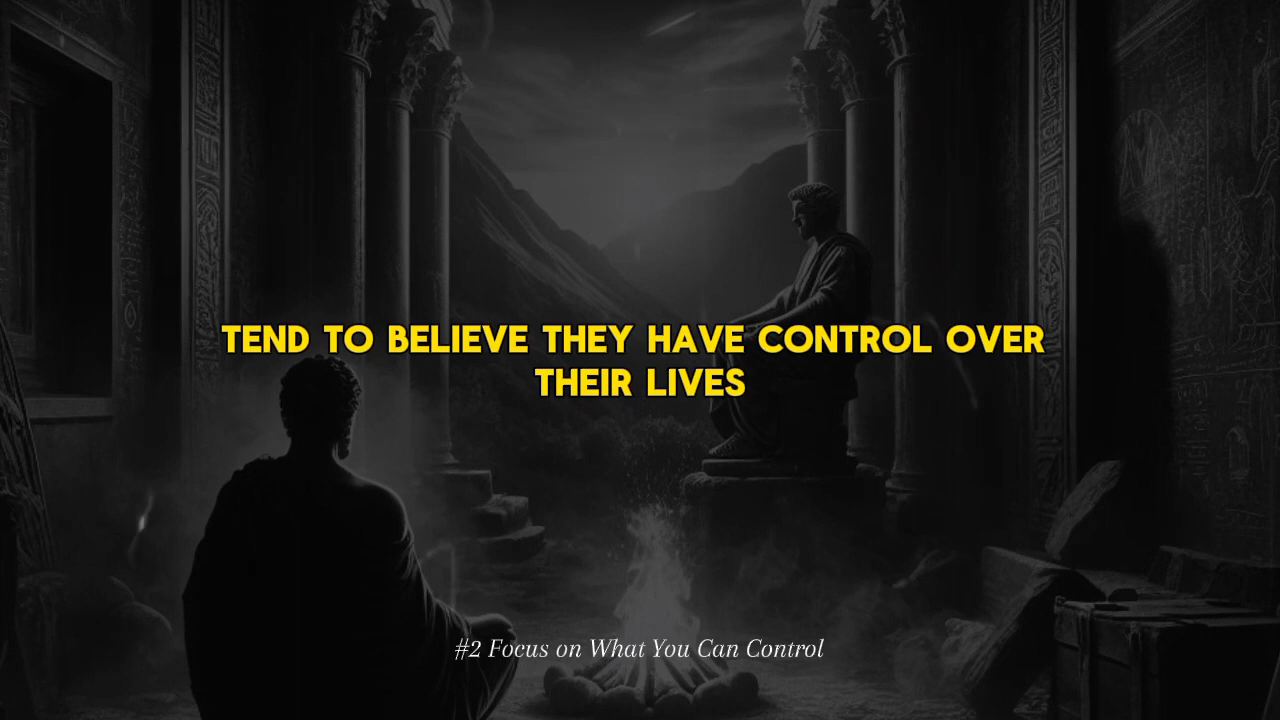 TEND TO BELIEVE THEY HAVE CONTROL OVER
THEIR LIVES
#2 Focus on What You Can Control